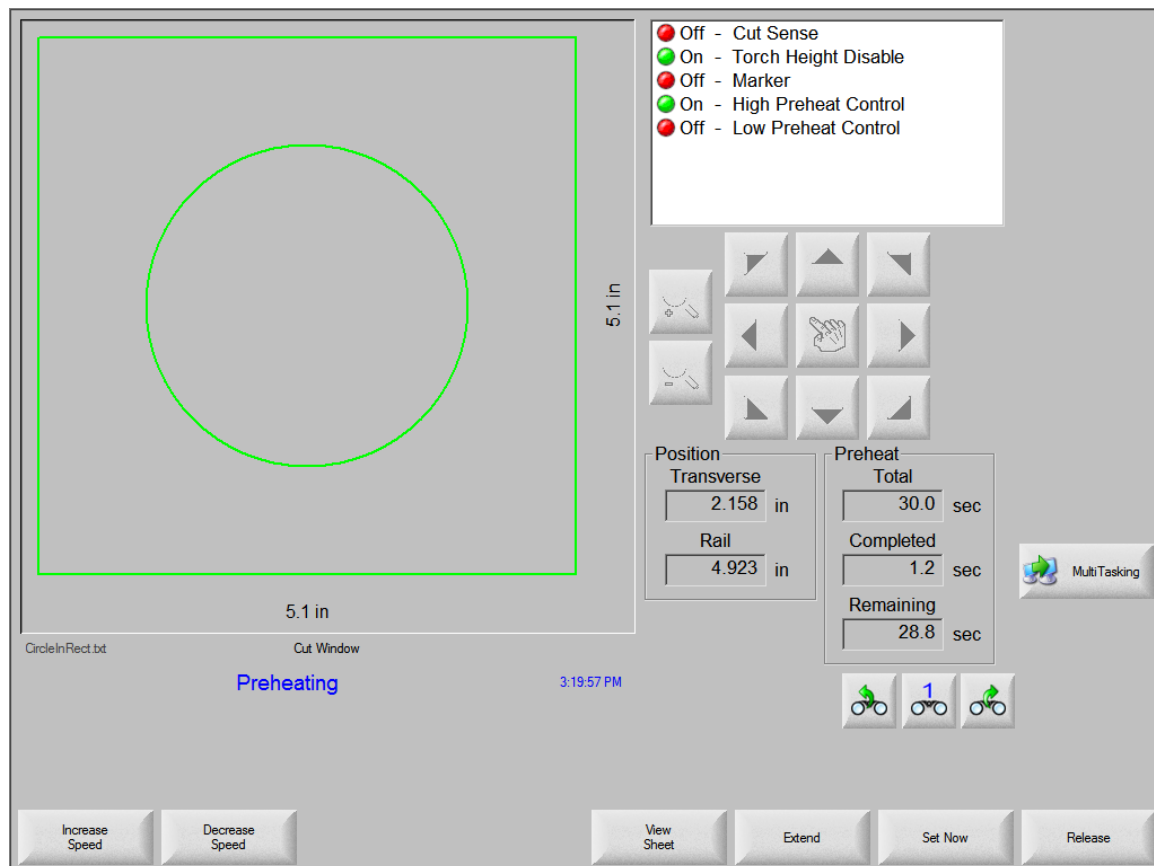 Off - Cut Sense
On - Torch Height Disable
Off - Marker
On - High Preheat Control
Off - Low Preheat Control
5.1 in
5.1 in
CircleInRect.txt
Cut Window
Preheating
3:19:57 PM
Position
Transverse
2.158 in
Rail
4.923 in
Preheat
Total
30.0 sec
Completed
1.2 sec
Remaining
28.8 sec
MultiTasking
1
Increase
Speed
Decrease
Speed
View
Sheet
Extend
Set Now
Release